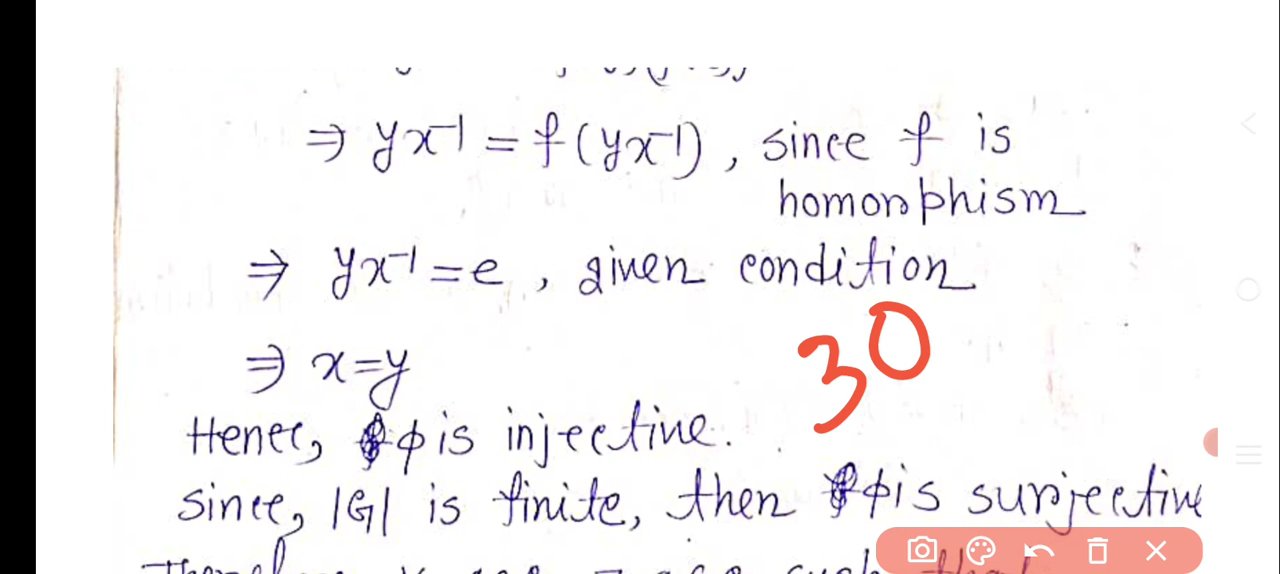 ⇒ yx⁻¹ = f(yx⁻¹), since f is
homorphism
⇒ yx⁻¹ = e, given condition
30
⇒ x=y
Hence, φ is injective.
Since, |G| is finite, then φ is surjective